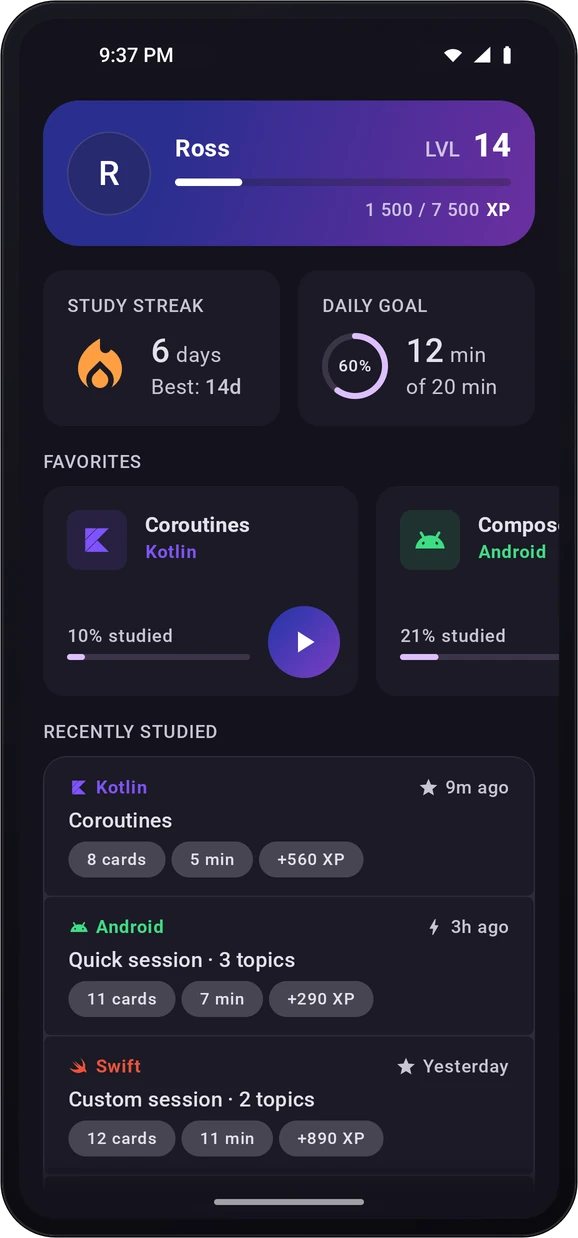 9:37 PM
R
Ross
LVL 14
1 500 / 7 500 XP
STUDY STREAK
6 days
Best: 14d
DAILY GOAL
60%
12 min
of 20 min
FAVORITES
Coroutines
Kotlin
10% studied
Compose
Android
21% studied
RECENTLY STUDIED
Kotlin
9m ago
Coroutines
8 cards
5 min
+560 XP
Android
3h ago
Quick session · 3 topics
11 cards
7 min
+290 XP
Swift
Yesterday
Custom session · 2 topics
12 cards
11 min
+890 XP